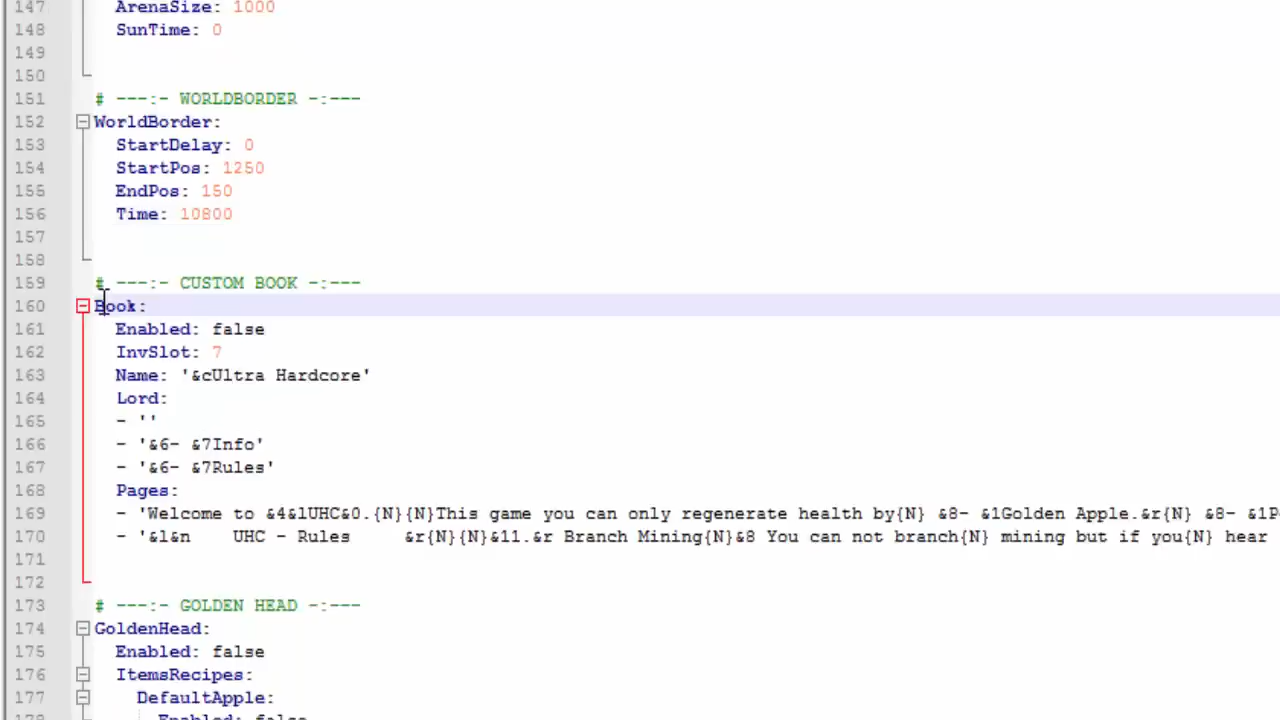 147 ArenaSize: 1000
148 SunTime: 0
149
150
151 # ---:- WORLDBORDER -:---
152 WorldBorder:
153 StartDelay: 0
154 StartPos: 1250
155 EndPos: 150
156 Time: 10800
157
158
159 # ---:- CUSTOM BOOK -:---
160 Book:
161 Enabled: false
162 InvSlot: 7
163 Name: '&cUltra Hardcore'
164 Lord:
165 - ''
166 - '&6- &7Info'
167 - '&6- &7Rules'
168 Pages:
169 - 'Welcome to &4&lUHC&0.{N}{N}This game you can only regenerate health by{N} &8- &1Golden Apple.&r{N} &8- &1P
170 - '&l&n    UHC - Rules     &r{N}{N}&11.&r Branch Mining{N}&8 You can not branch{N} mining but if you{N} hear
171
172
173 # ---:- GOLDEN HEAD -:---
174 GoldenHead:
175 Enabled: false
176 ItemsRecipes:
177 DefaultApple:
178 Enabled: false